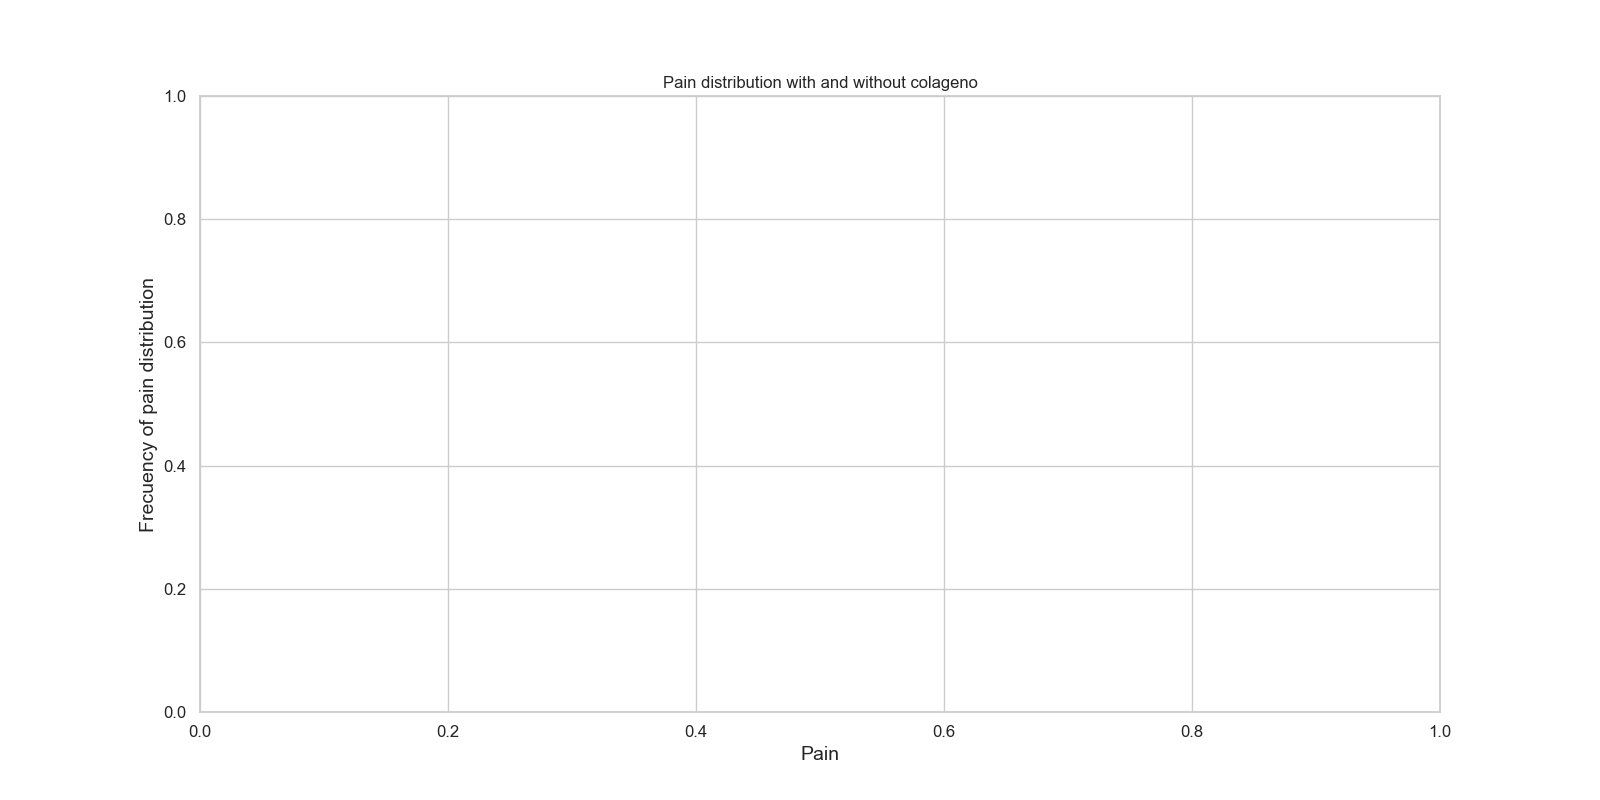 Pain distribution with and without colageno
1.0
0.8
0.6
0.4
0.2
0.0
Frecuency of pain distribution
0.0 0.2 0.4 0.6 0.8 1.0
Pain